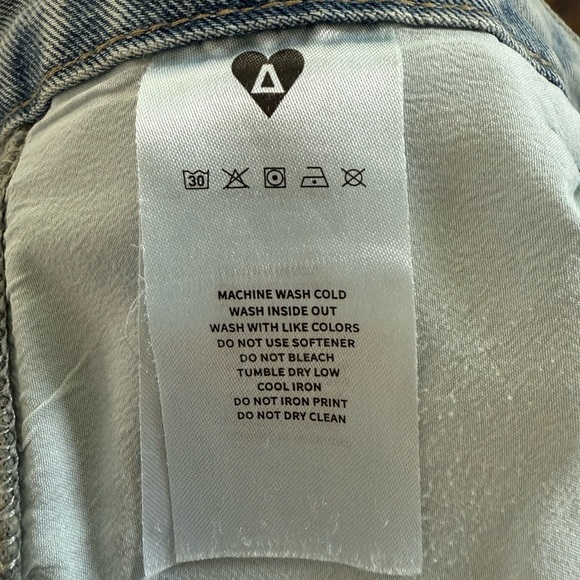 30
MACHINE WASH COLD
WASH INSIDE OUT
WASH WITH LIKE COLORS
DO NOT USE SOFTENER
DO NOT BLEACH
TUMBLE DRY LOW
COOL IRON
DO NOT IRON PRINT
DO NOT DRY CLEAN